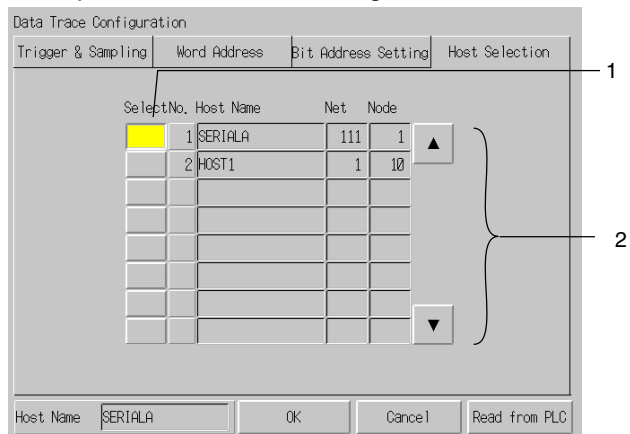 Data Trace Configuration
Trigger & Sampling Word Address Bit Address Setting Host Selection
1
Select No. Host Name Net Node
1 SERIALA 111 1 ▲
2 HOST1 1 10
2
▼
Host Name SERIALA OK Cancel Read from PLC